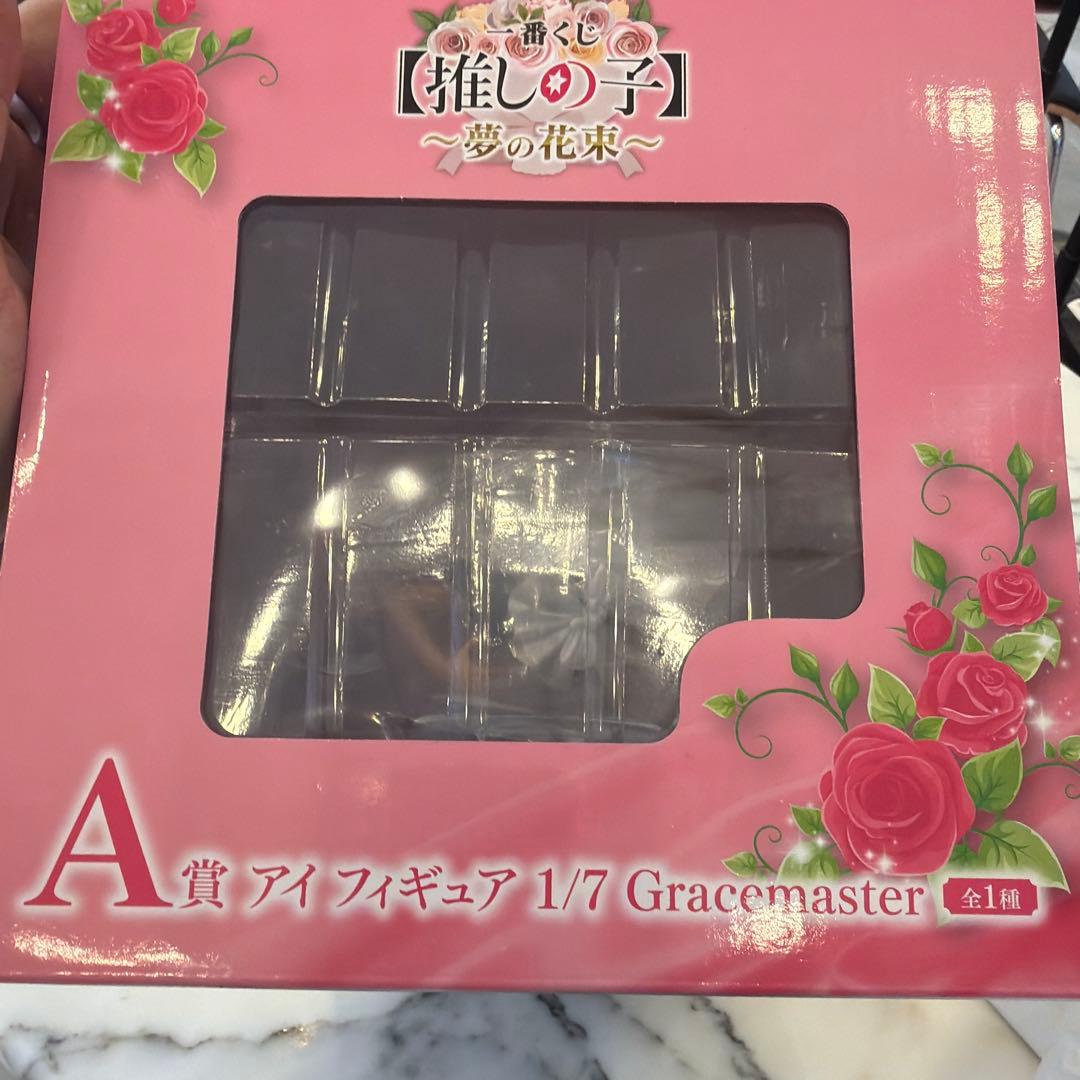 一番くじ
【推しの子】
～夢の花束～
A賞 アイ フィギュア 1/7 Gracemaster 全1種